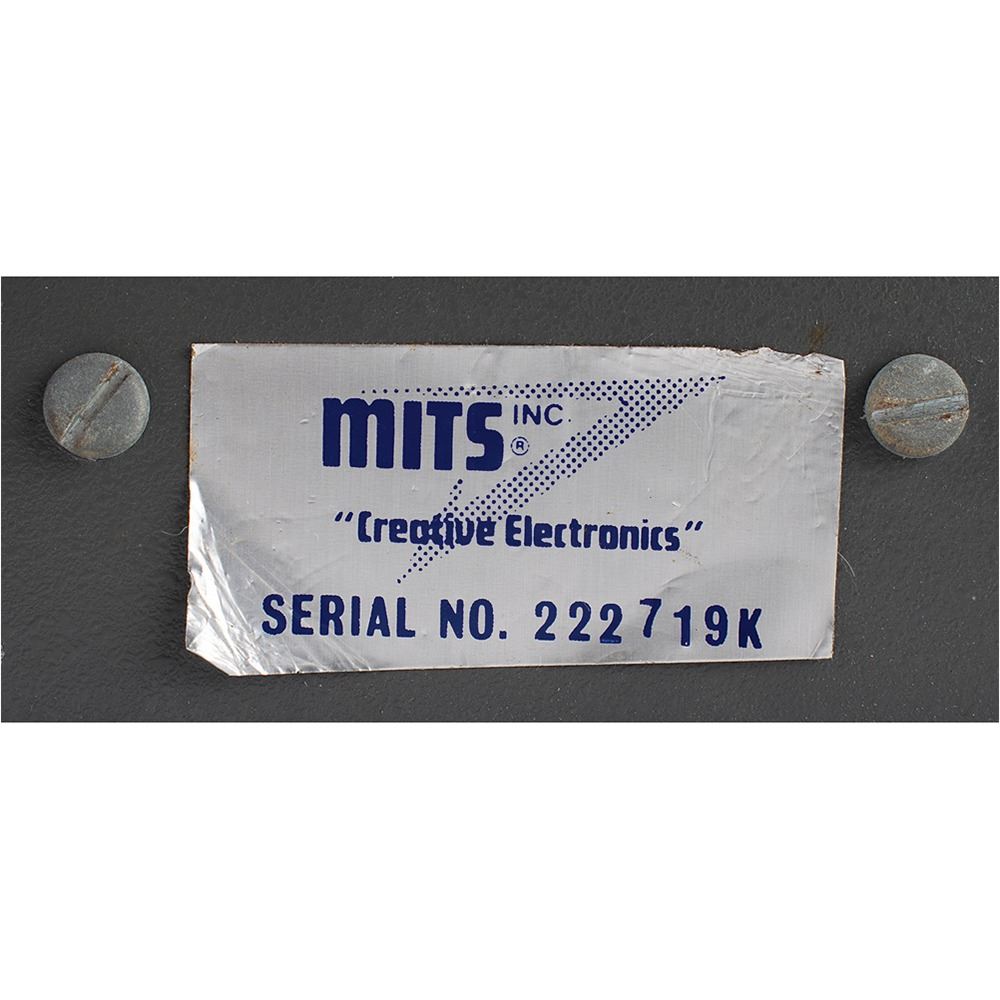 MITS INC.
®
"Creative Electronics"
SERIAL NO. 222719K